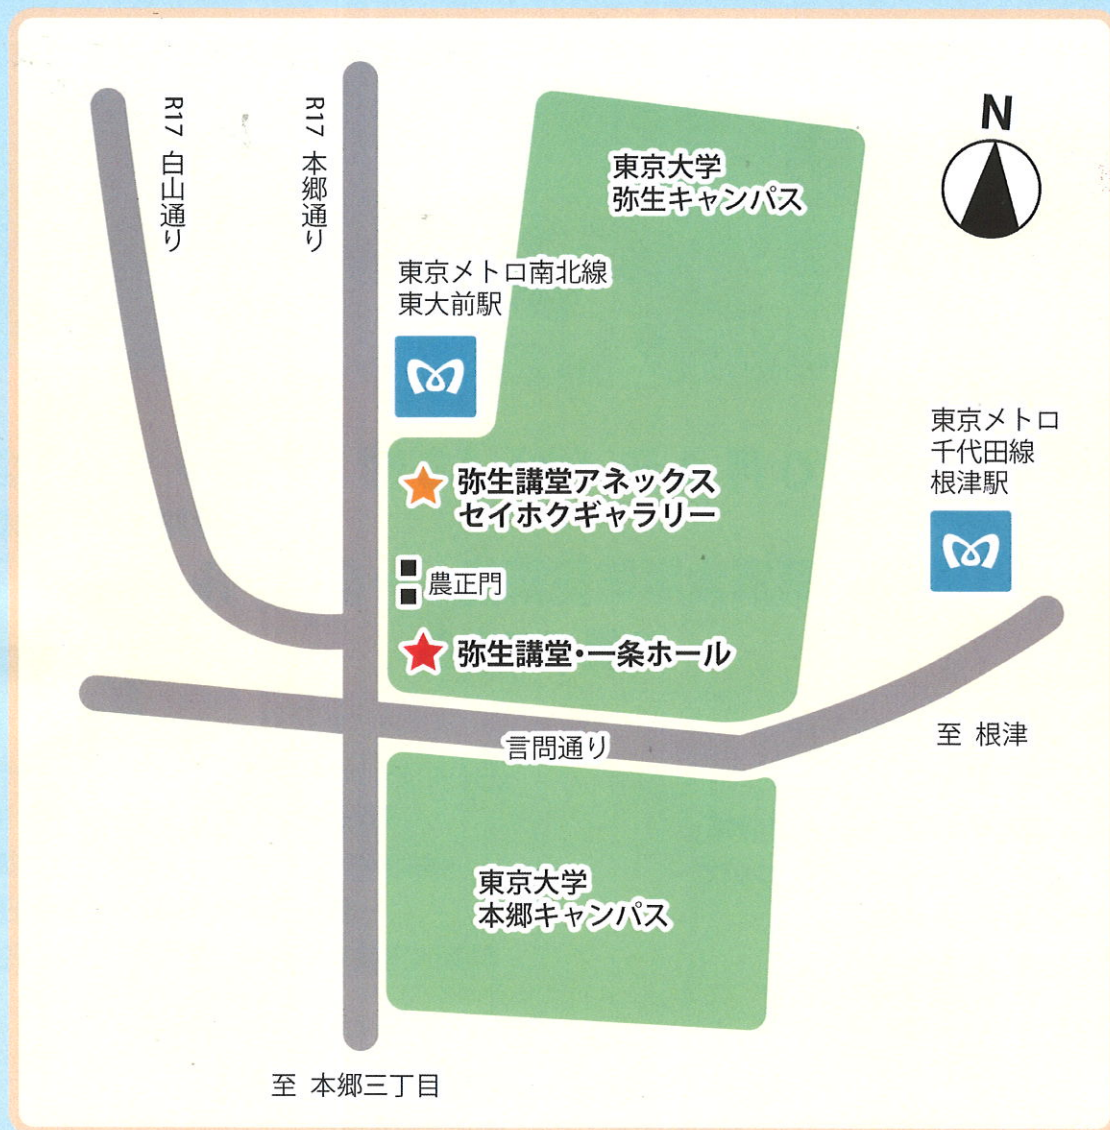 R17 白山通り
R17 本郷通り
N
東京大学
弥生キャンパス
東京メトロ南北線
東大前駅
東京メトロ
千代田線
根津駅
弥生講堂アネックス
セイホクギャラリー
農正門
弥生講堂・一条ホール
至 根津
言問通り
東京大学
本郷キャンパス
至 本郷三丁目